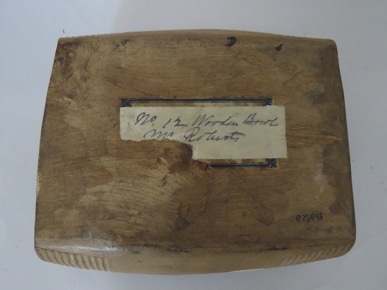 No. 12 Wooden Bowl
Mr Roberts